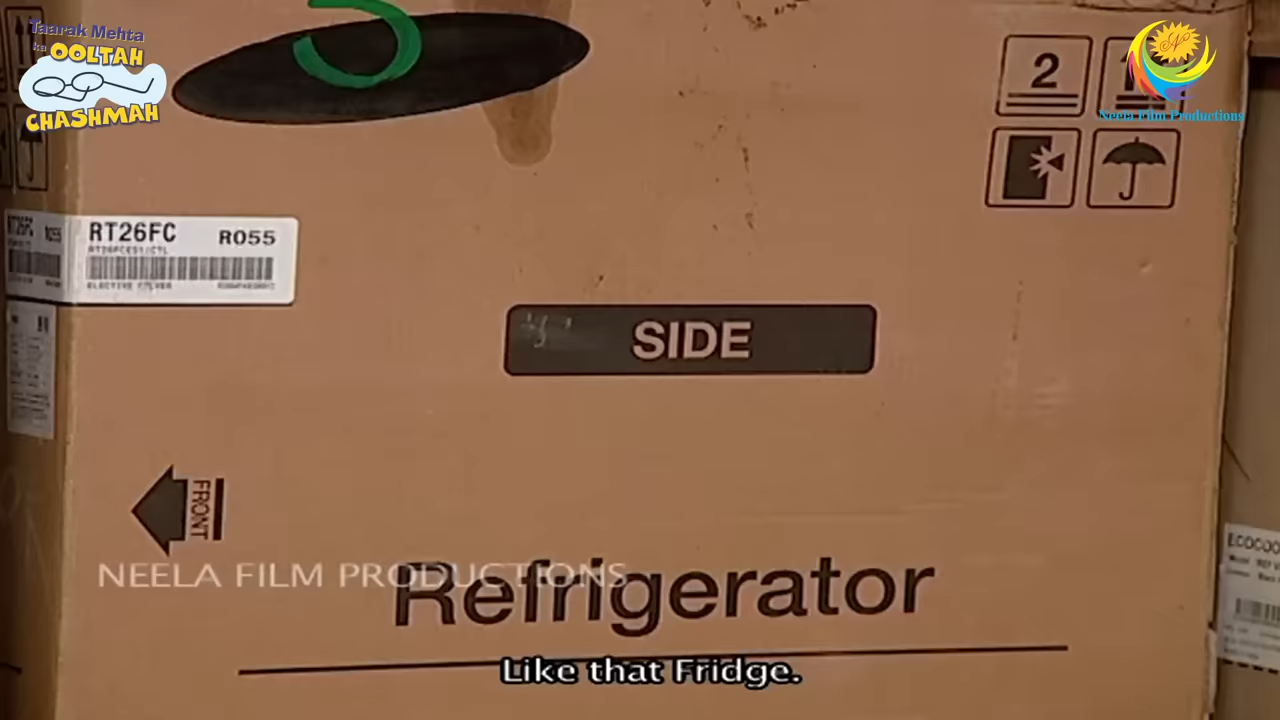 Taarak Mehta
ka OOLTAH
CHASHMAH
Neela Film Productions
2
RT26FC R055
SIDE
FRONT
NEELA FILM PRODUCTIONS
Refrigerator
Like that Fridge.